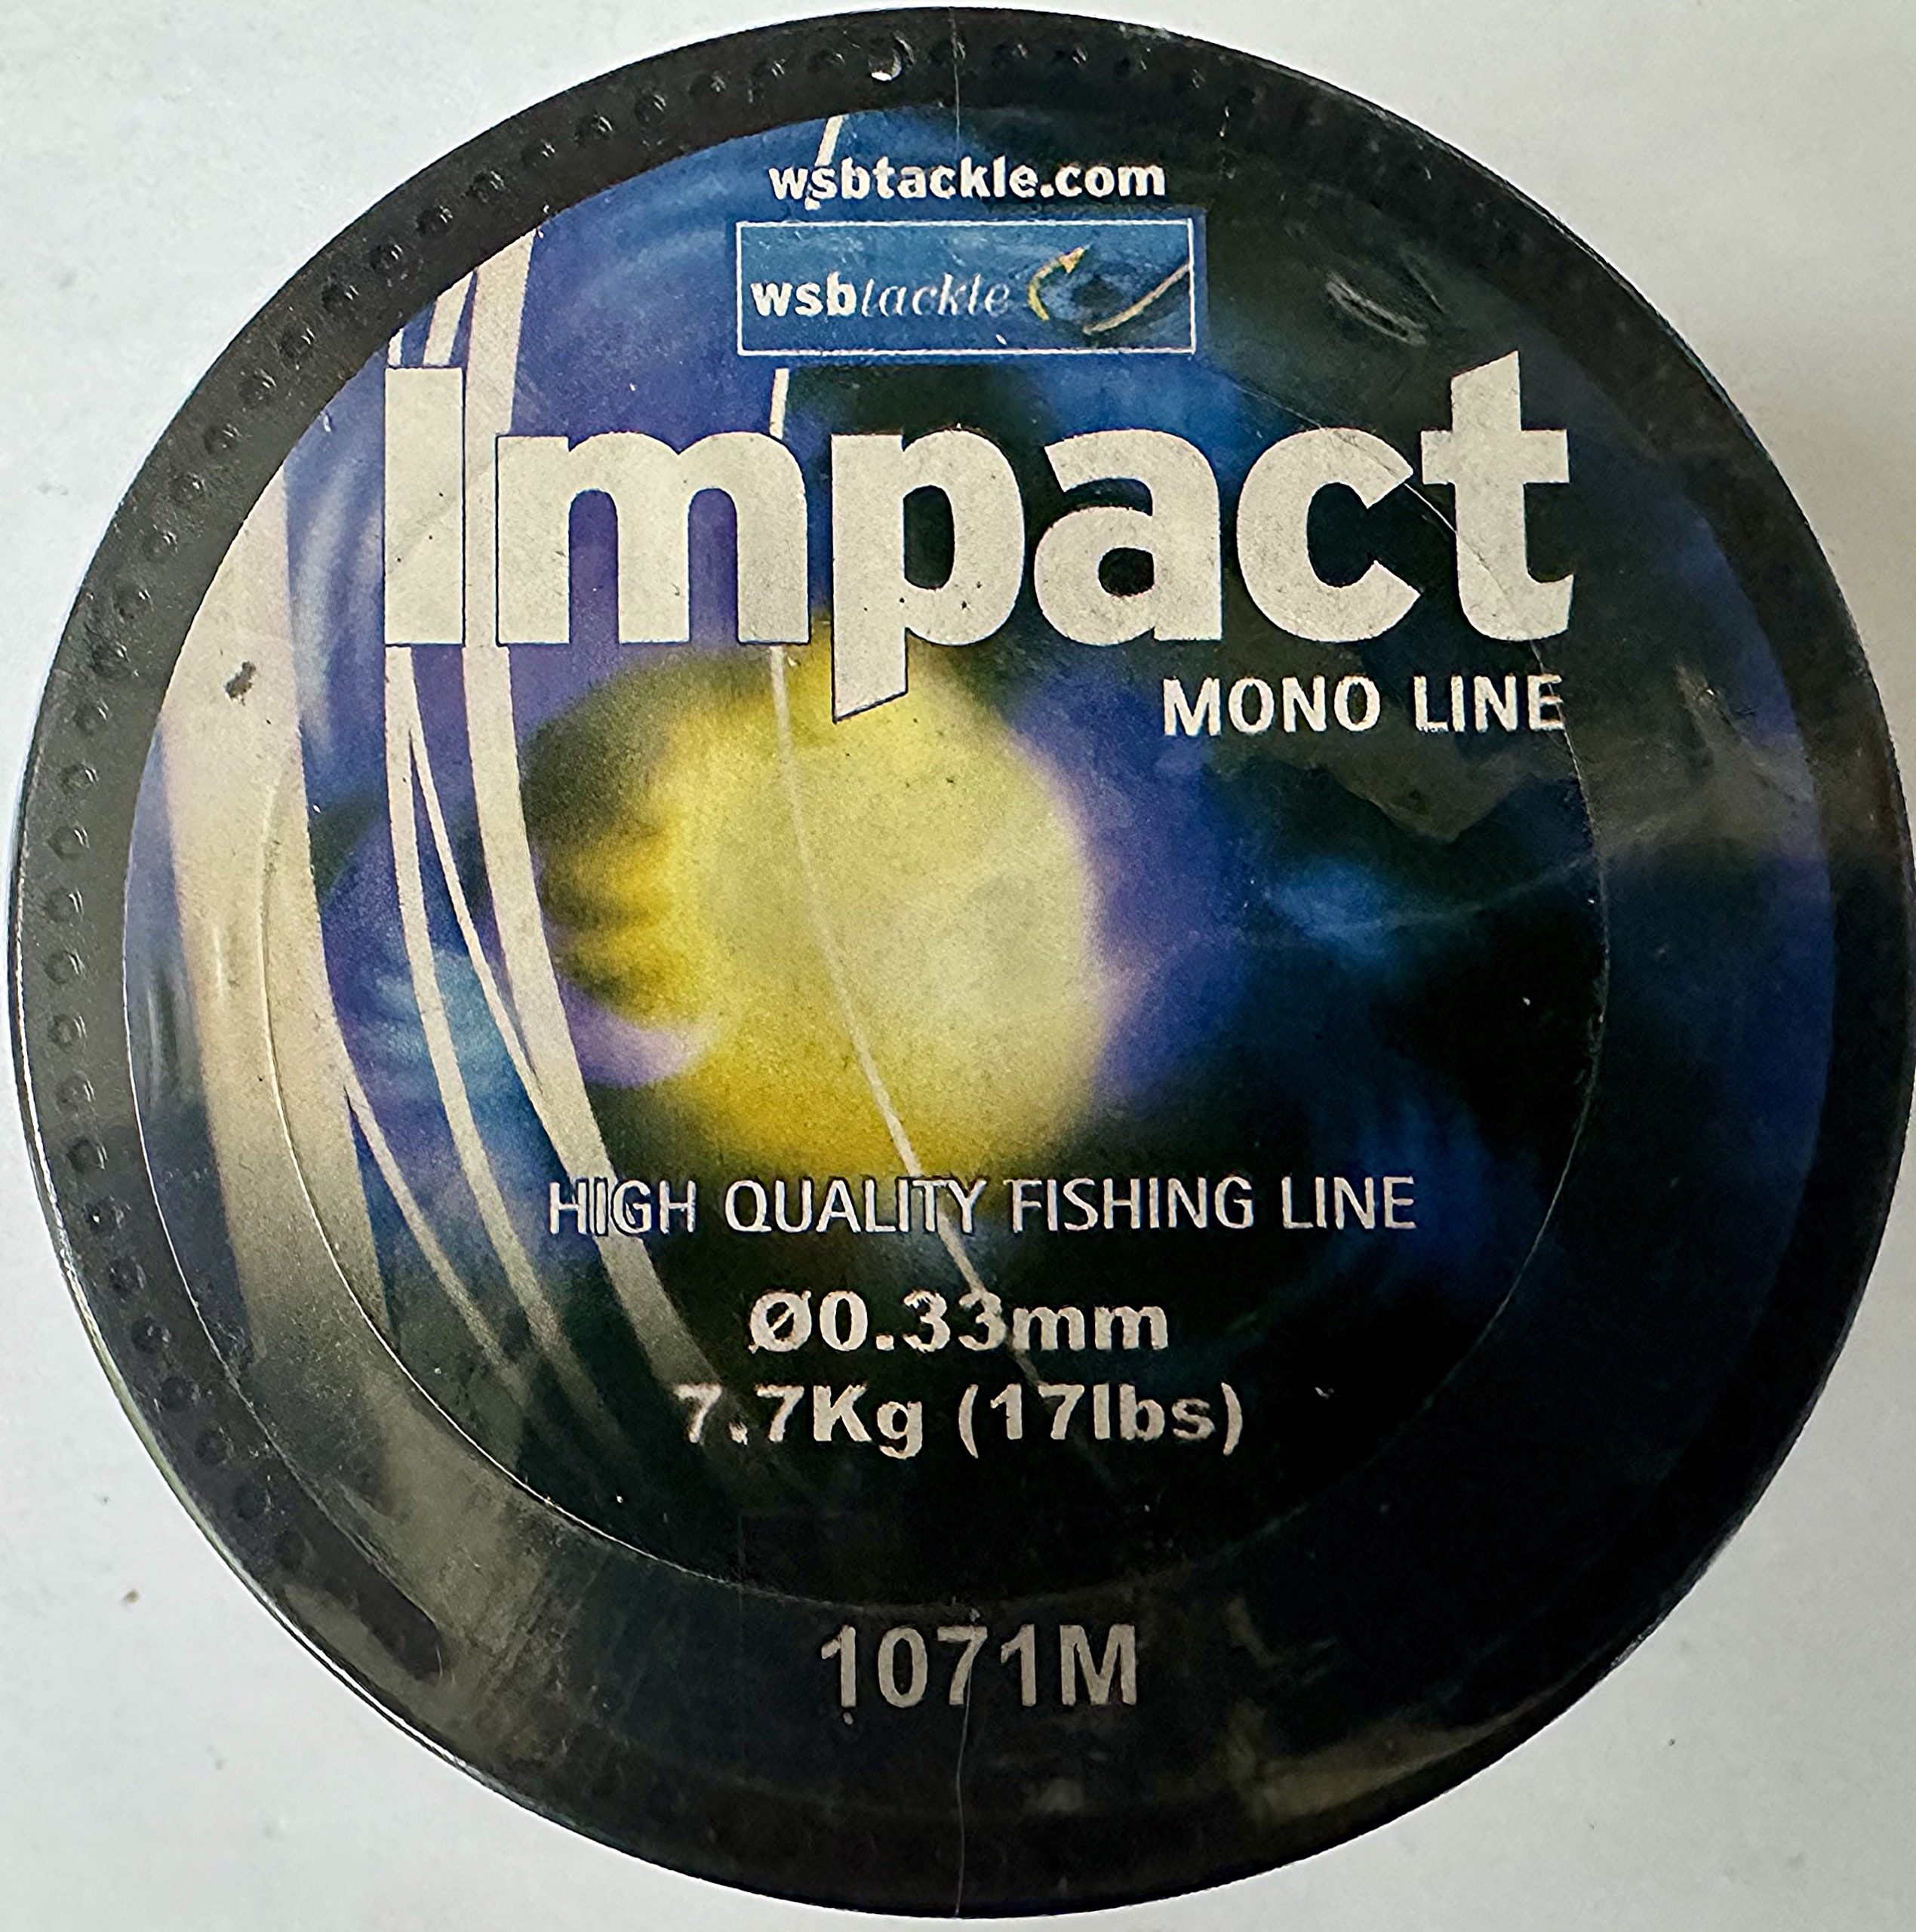 wsbtackle.com
wsbtackle
Impact
MONO LINE
HIGH QUALITY FISHING LINE
Ø0.33mm
7.7Kg (17lbs)
1071M